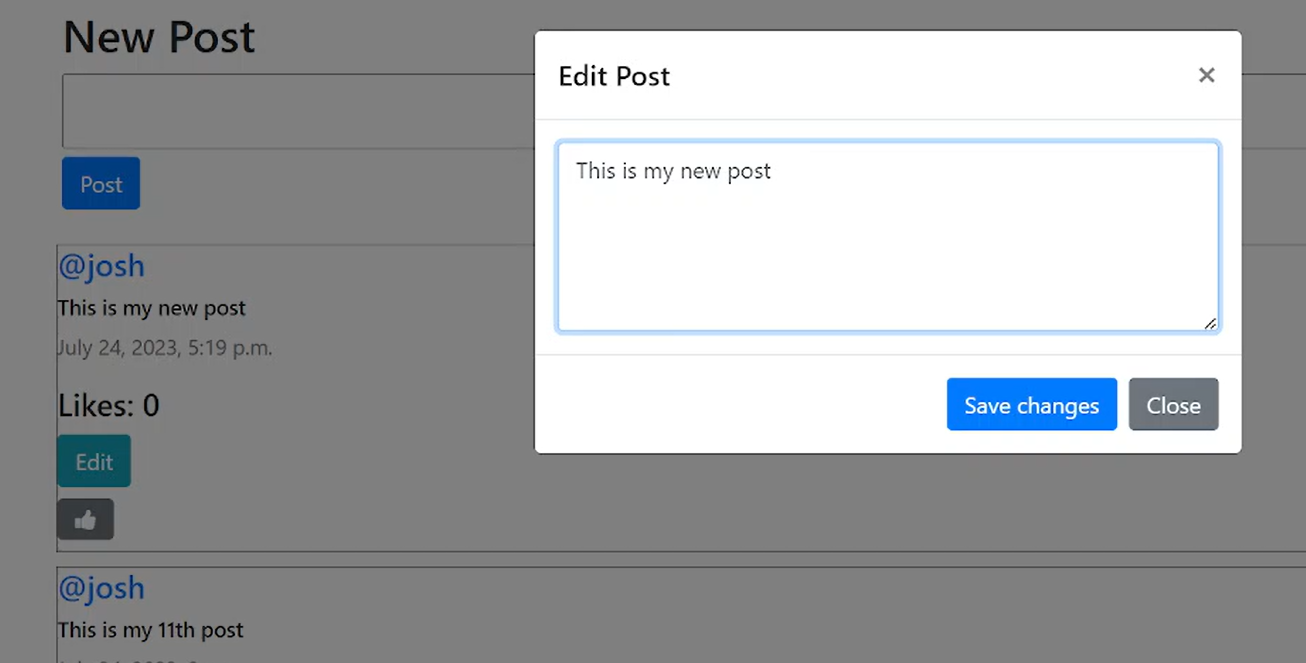 New Post
Post
@josh
This is my new post
July 24, 2023, 5:19 p.m.
Likes: 0
Edit
@josh
This is my 11th post
Edit Post
×
This is my new post
Save changes
Close